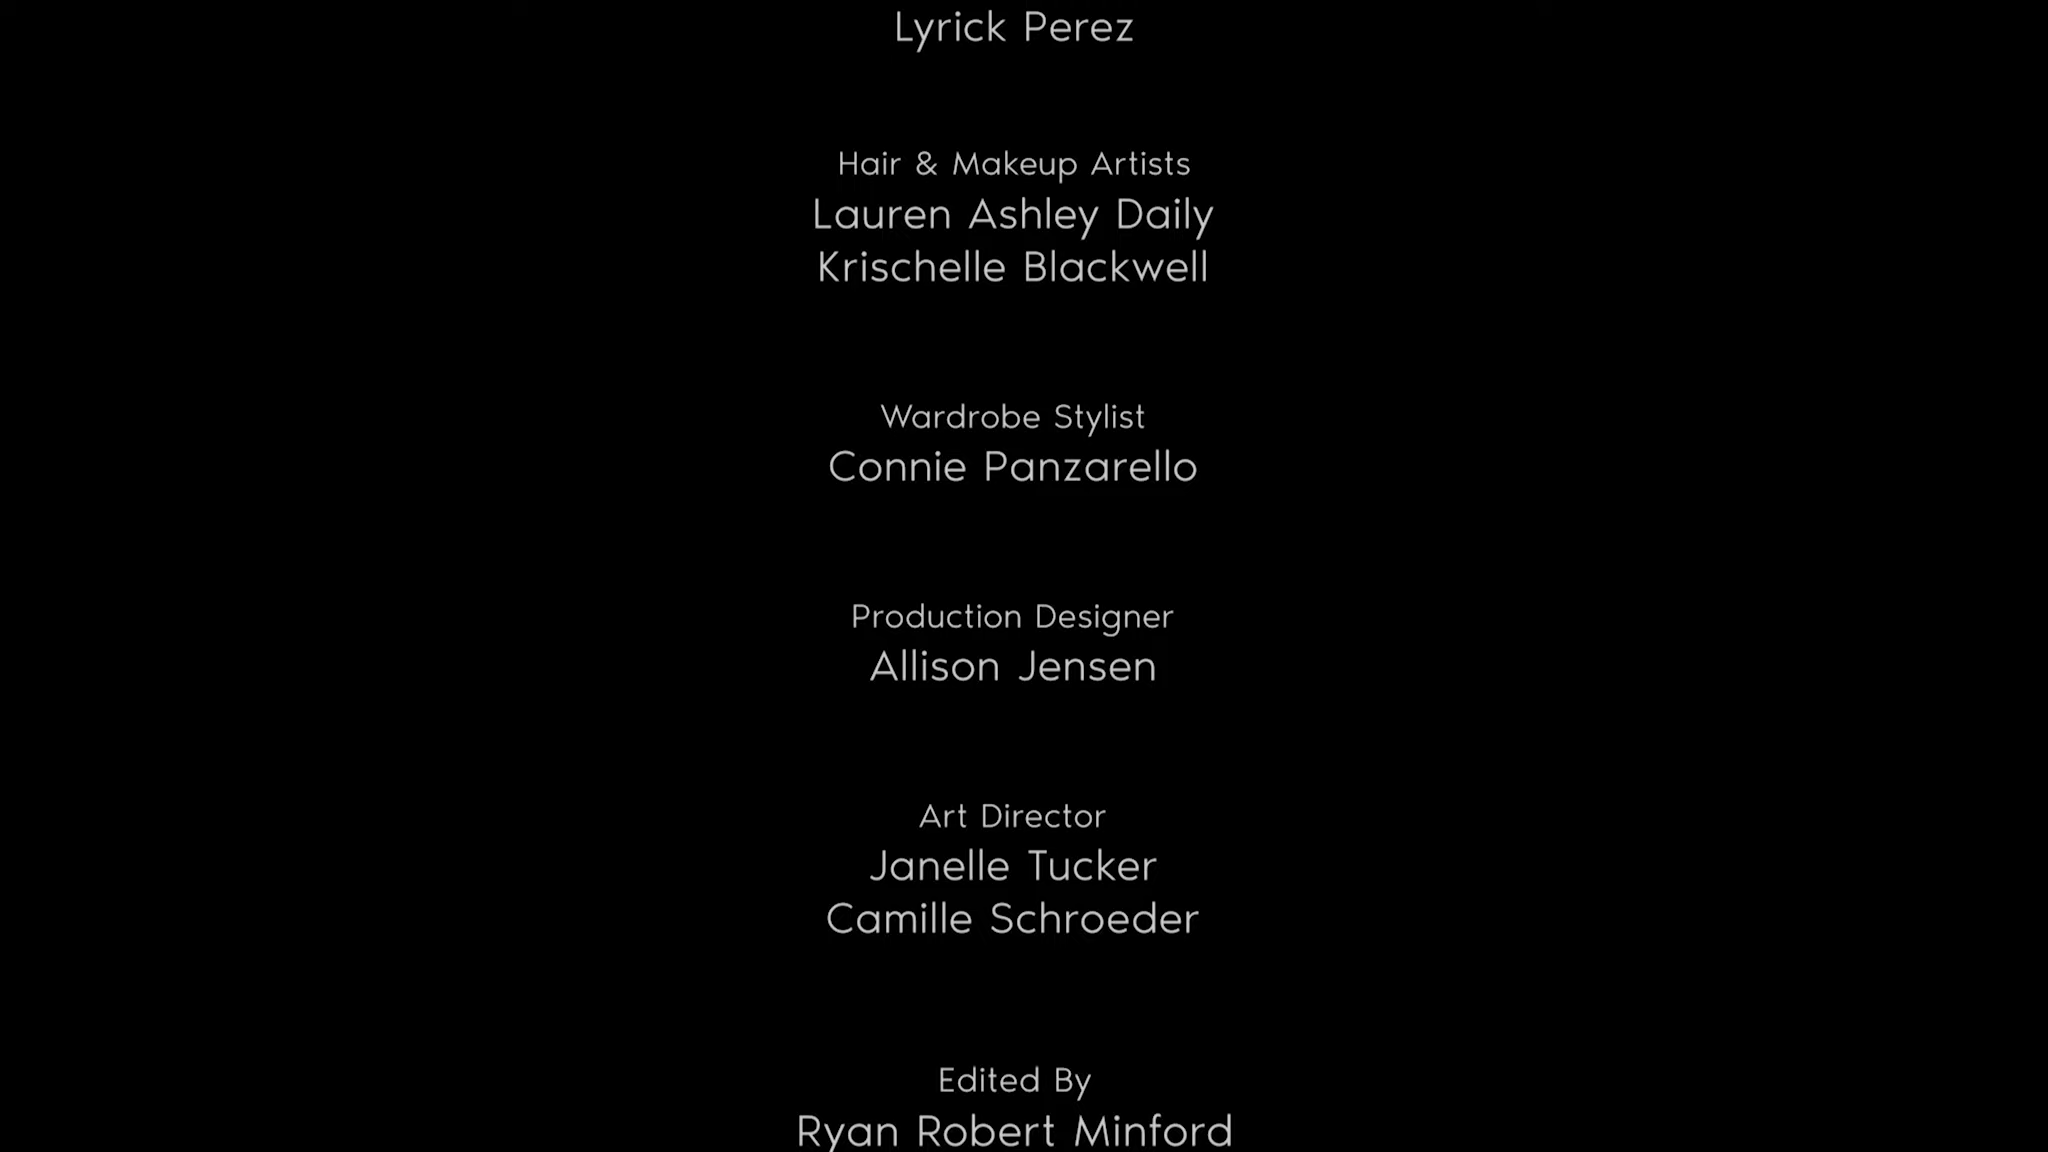 Lyrick Perez
Hair & Makeup Artists
Lauren Ashley Daily
Krischelle Blackwell
Wardrobe Stylist
Connie Panzarello
Production Designer
Allison Jensen
Art Director
Janelle Tucker
Camille Schroeder
Edited By
Ryan Robert Minford